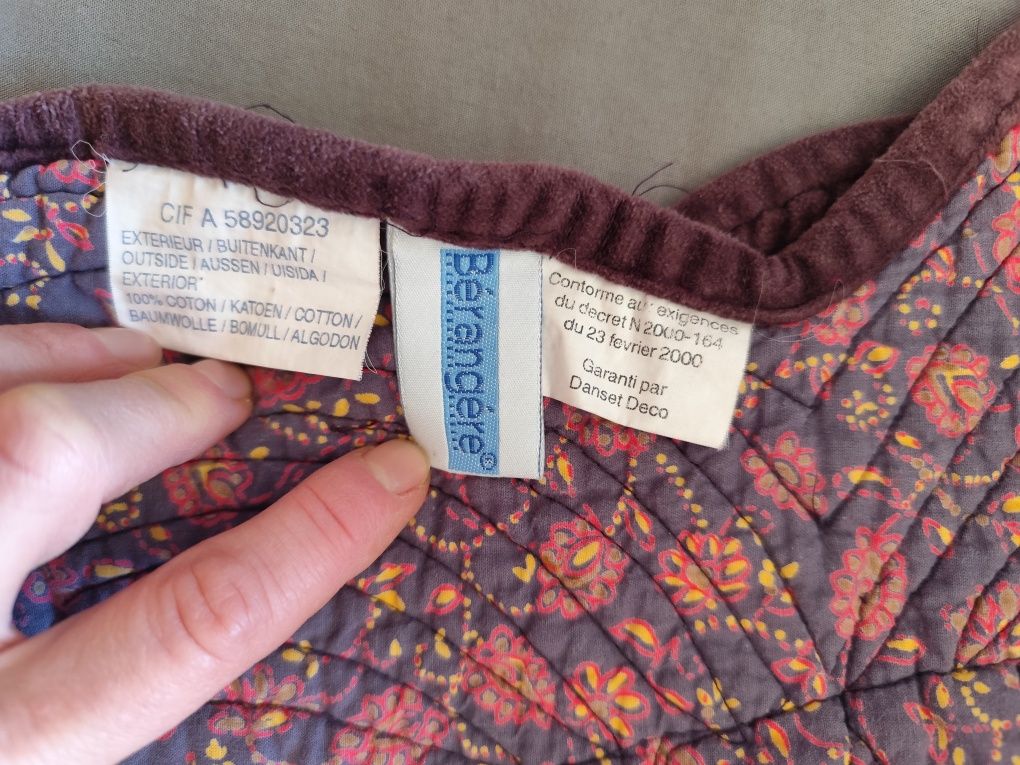 CIF A 58920323
EXTERIEUR / BUITENKANT /
OUTSIDE / AUSSEN / UISIDA /
EXTERIOR
100% COTON / KATOEN / COTTON /
BAUMWOLLE / BOMULL / ALGODON
Bérangére®
Conforme aux exigences
du decret N 2000-164
du 23 fevrier 2000
Garanti par
Danset Deco